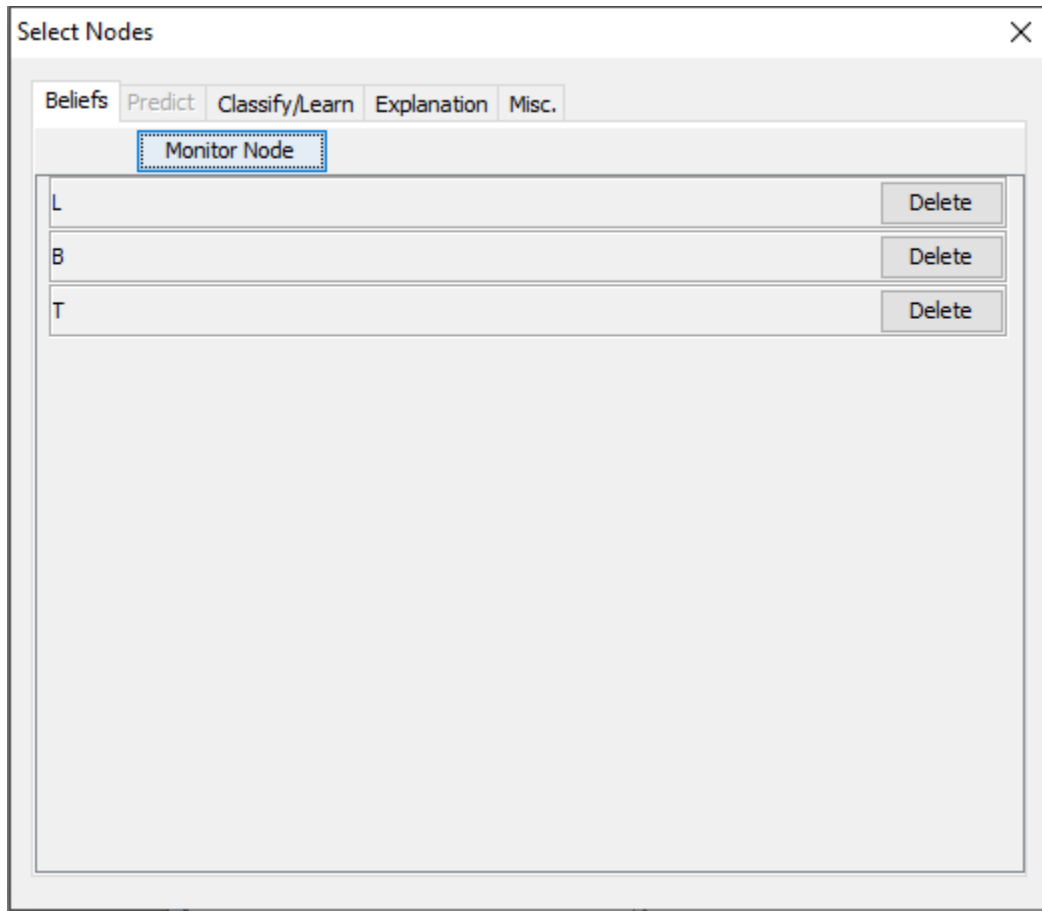 Select Nodes
Beliefs Predict Classify/Learn Explanation Misc.
Monitor Node
L Delete
B Delete
T Delete